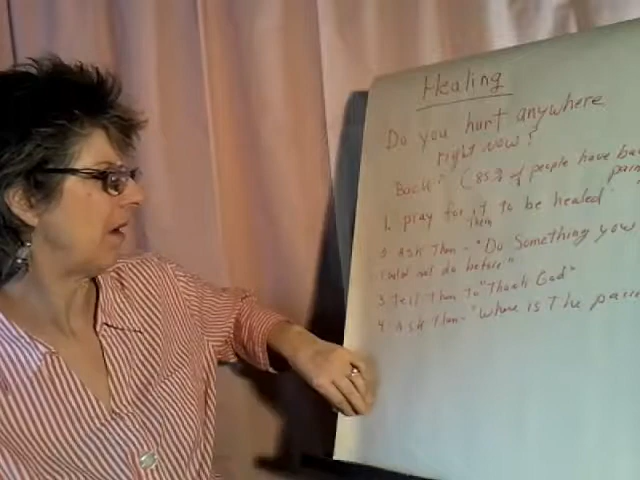 Healing
Do you hurt anywhere
right now?
Back? (85% of people have back
pain
1. pray for it to be healed
Them
2. ASK Them - "Do Something you
could not do before"
3. Tell Them To "Thank God"
4. ASK Them - "Where is The pain